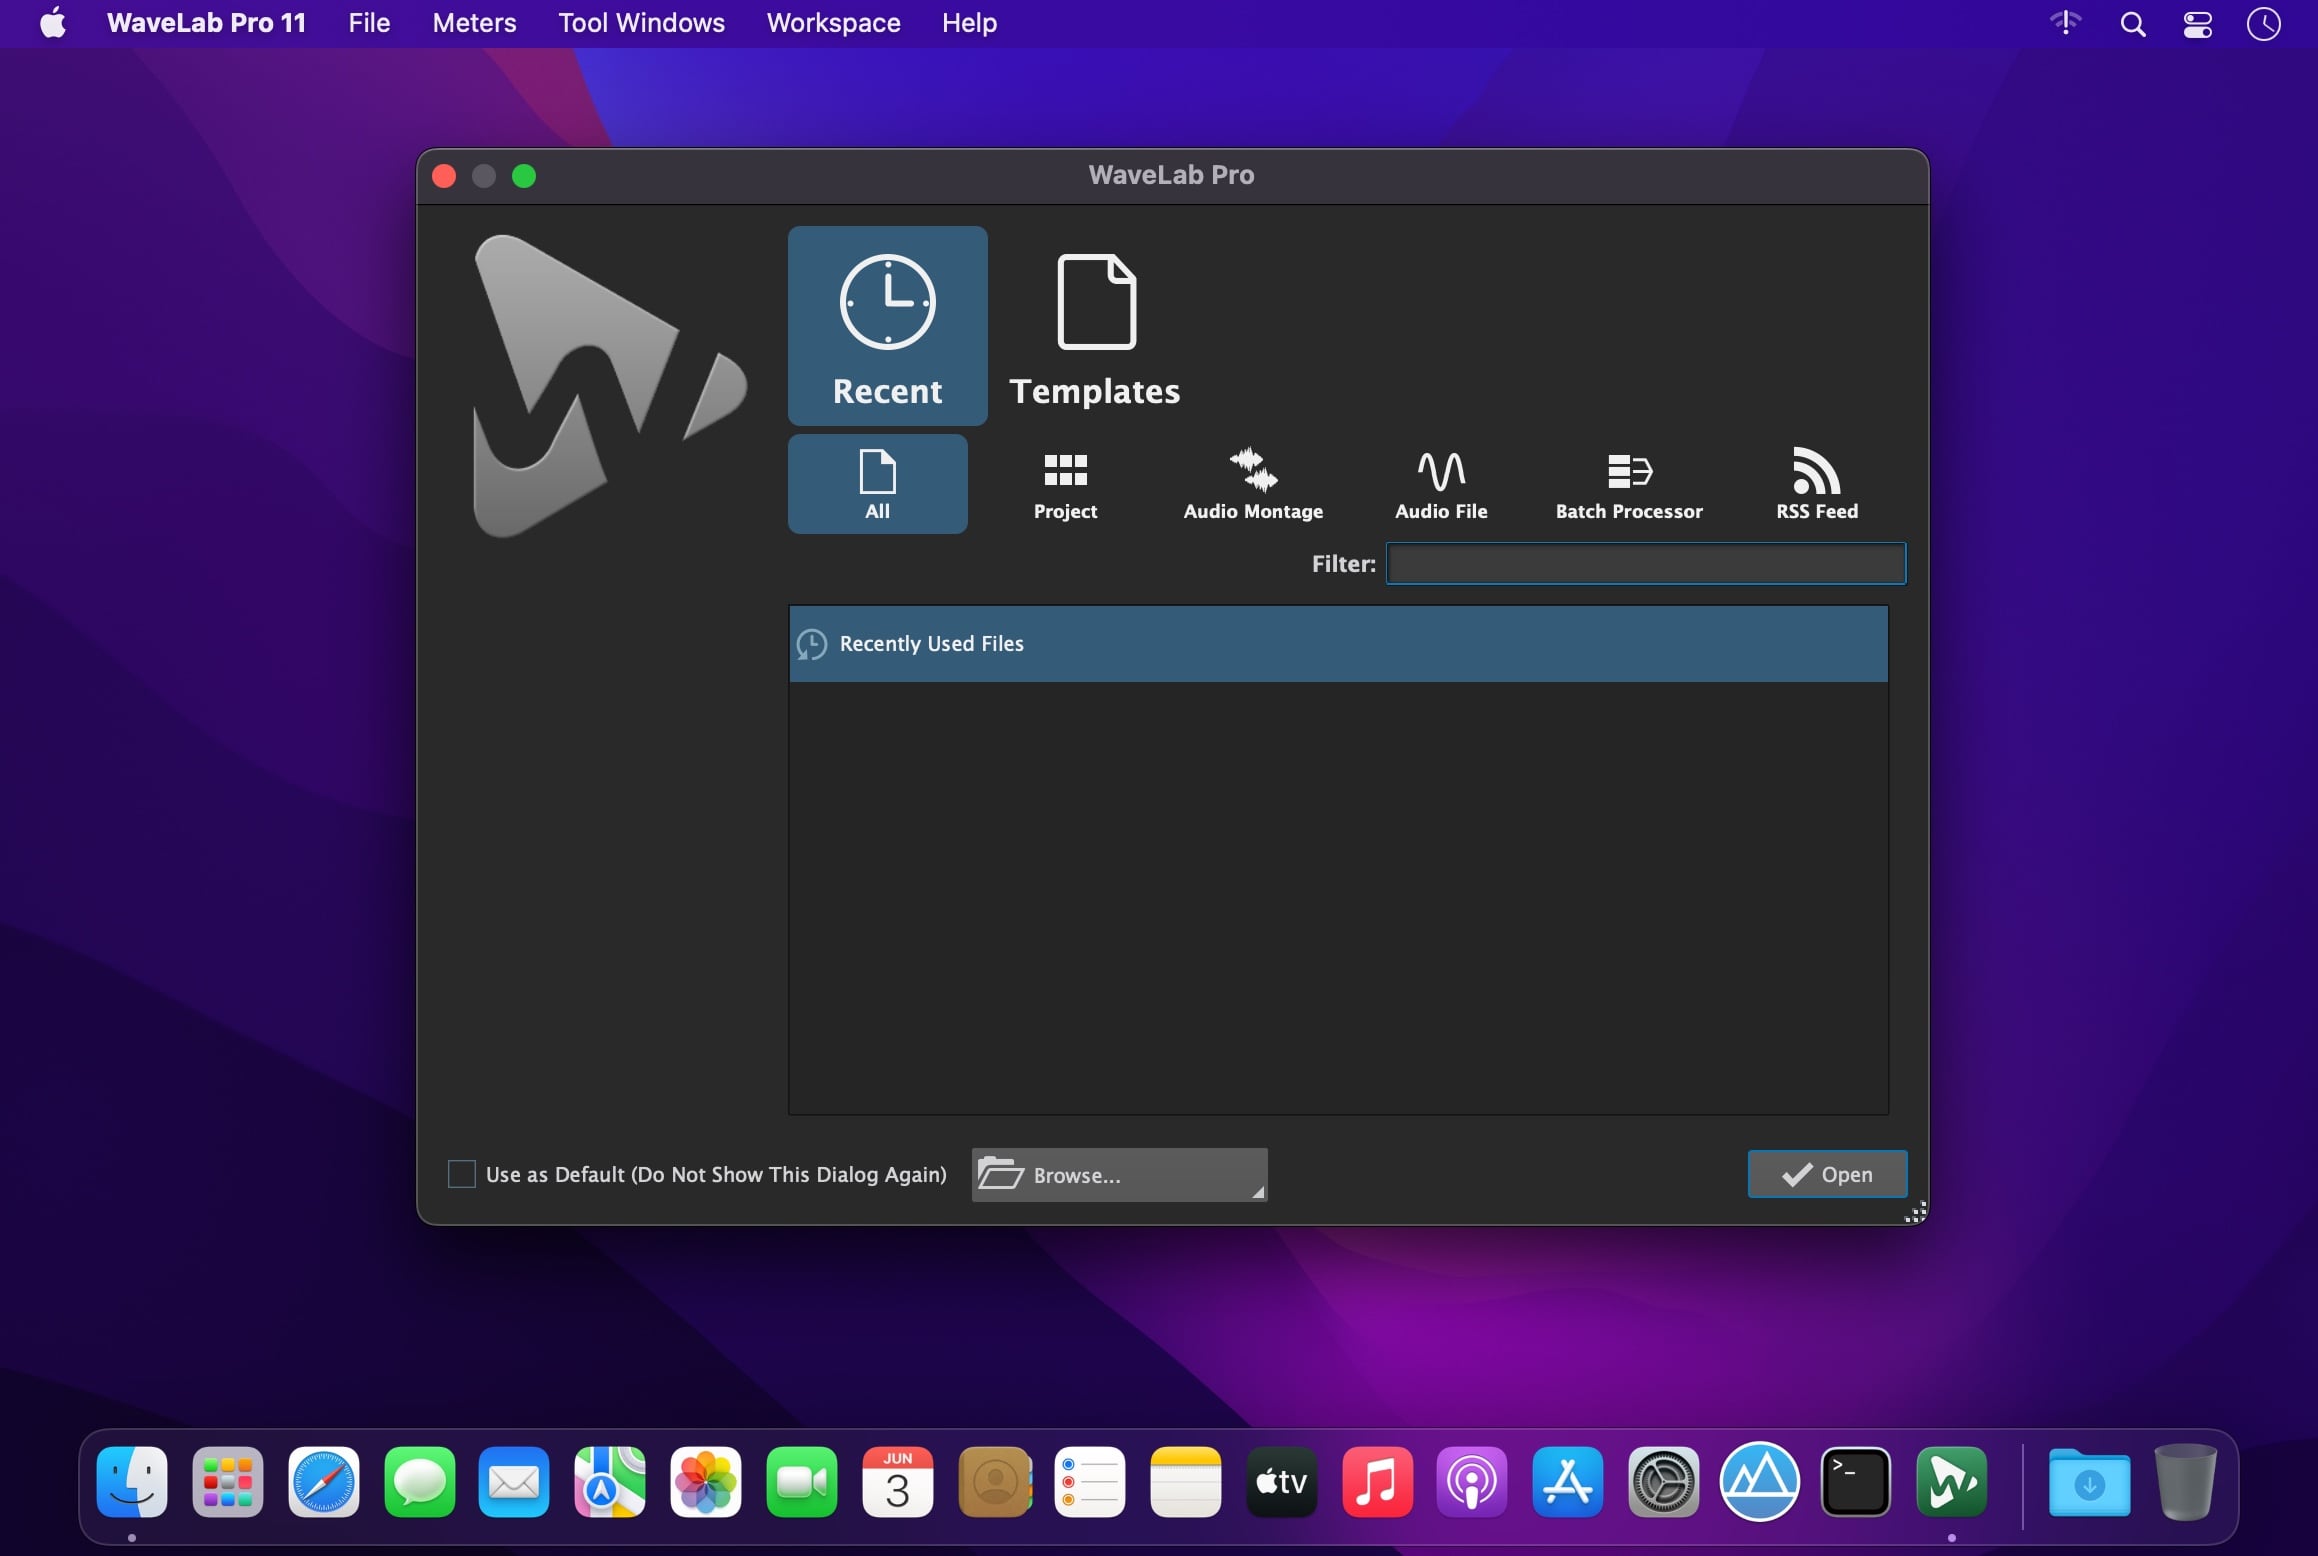 WaveLab Pro 11 File Meters Tool Windows Workspace Help
WaveLab Pro
Recent Templates
All Project Audio Montage Audio File Batch Processor RSS Feed
Filter:
Recently Used Files
Use as Default (Do Not Show This Dialog Again) Browse... Open
JUN
3
tv
>_